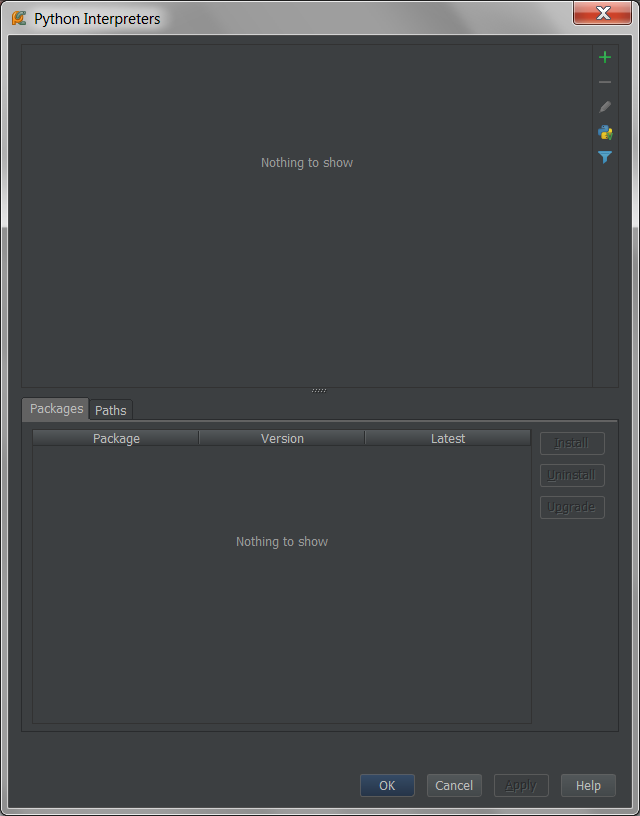 Python Interpreters
Nothing to show
Packages Paths
Package Version Latest
Install
Uninstall
Upgrade
Nothing to show
OK Cancel Apply Help